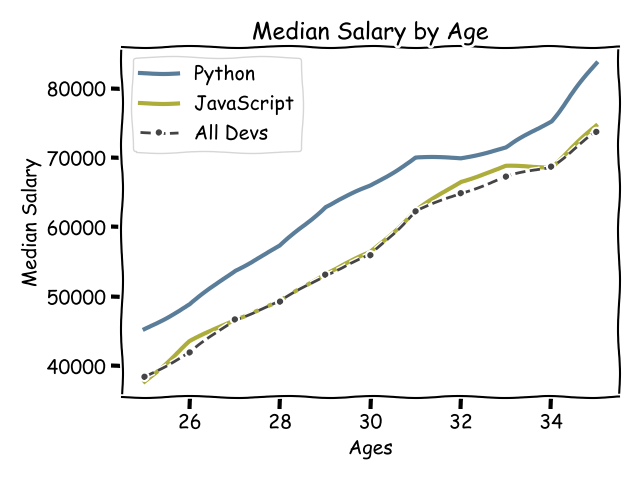 Median Salary by Age
Python
JavaScript
All Devs
Median Salary
80000
70000
60000
50000
40000
26 28 30 32 34
Ages